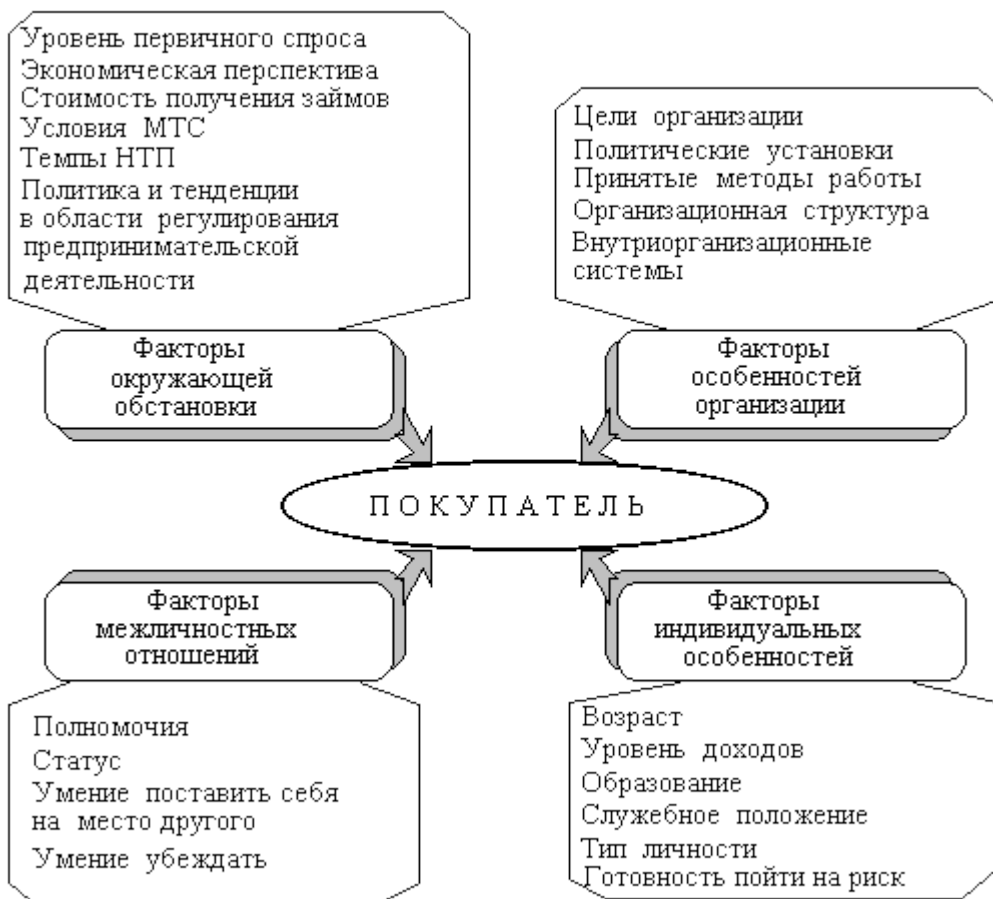 Уровень первичного спроса
Экономическая перспектива
Стоимость получения займов
Условия МТС
Темпы НТП
Политика и тенденции
в области регулирования
предпринимательской
деятельности
Факторы
окружающей
обстановки
Цели организации
Политические установки
Принятые методы работы
Организационная структура
Внутриорганизационные
системы
Факторы
особенностей
организации
ПОКУПАТЕЛЬ
Факторы
межличностных
отношений
Полномочия
Статус
Умение поставить себя
на место другого
Умение убеждать
Факторы
индивидуальных
особенностей
Возраст
Уровень доходов
Образование
Служебное положение
Тип личности
Готовность пойти на риск